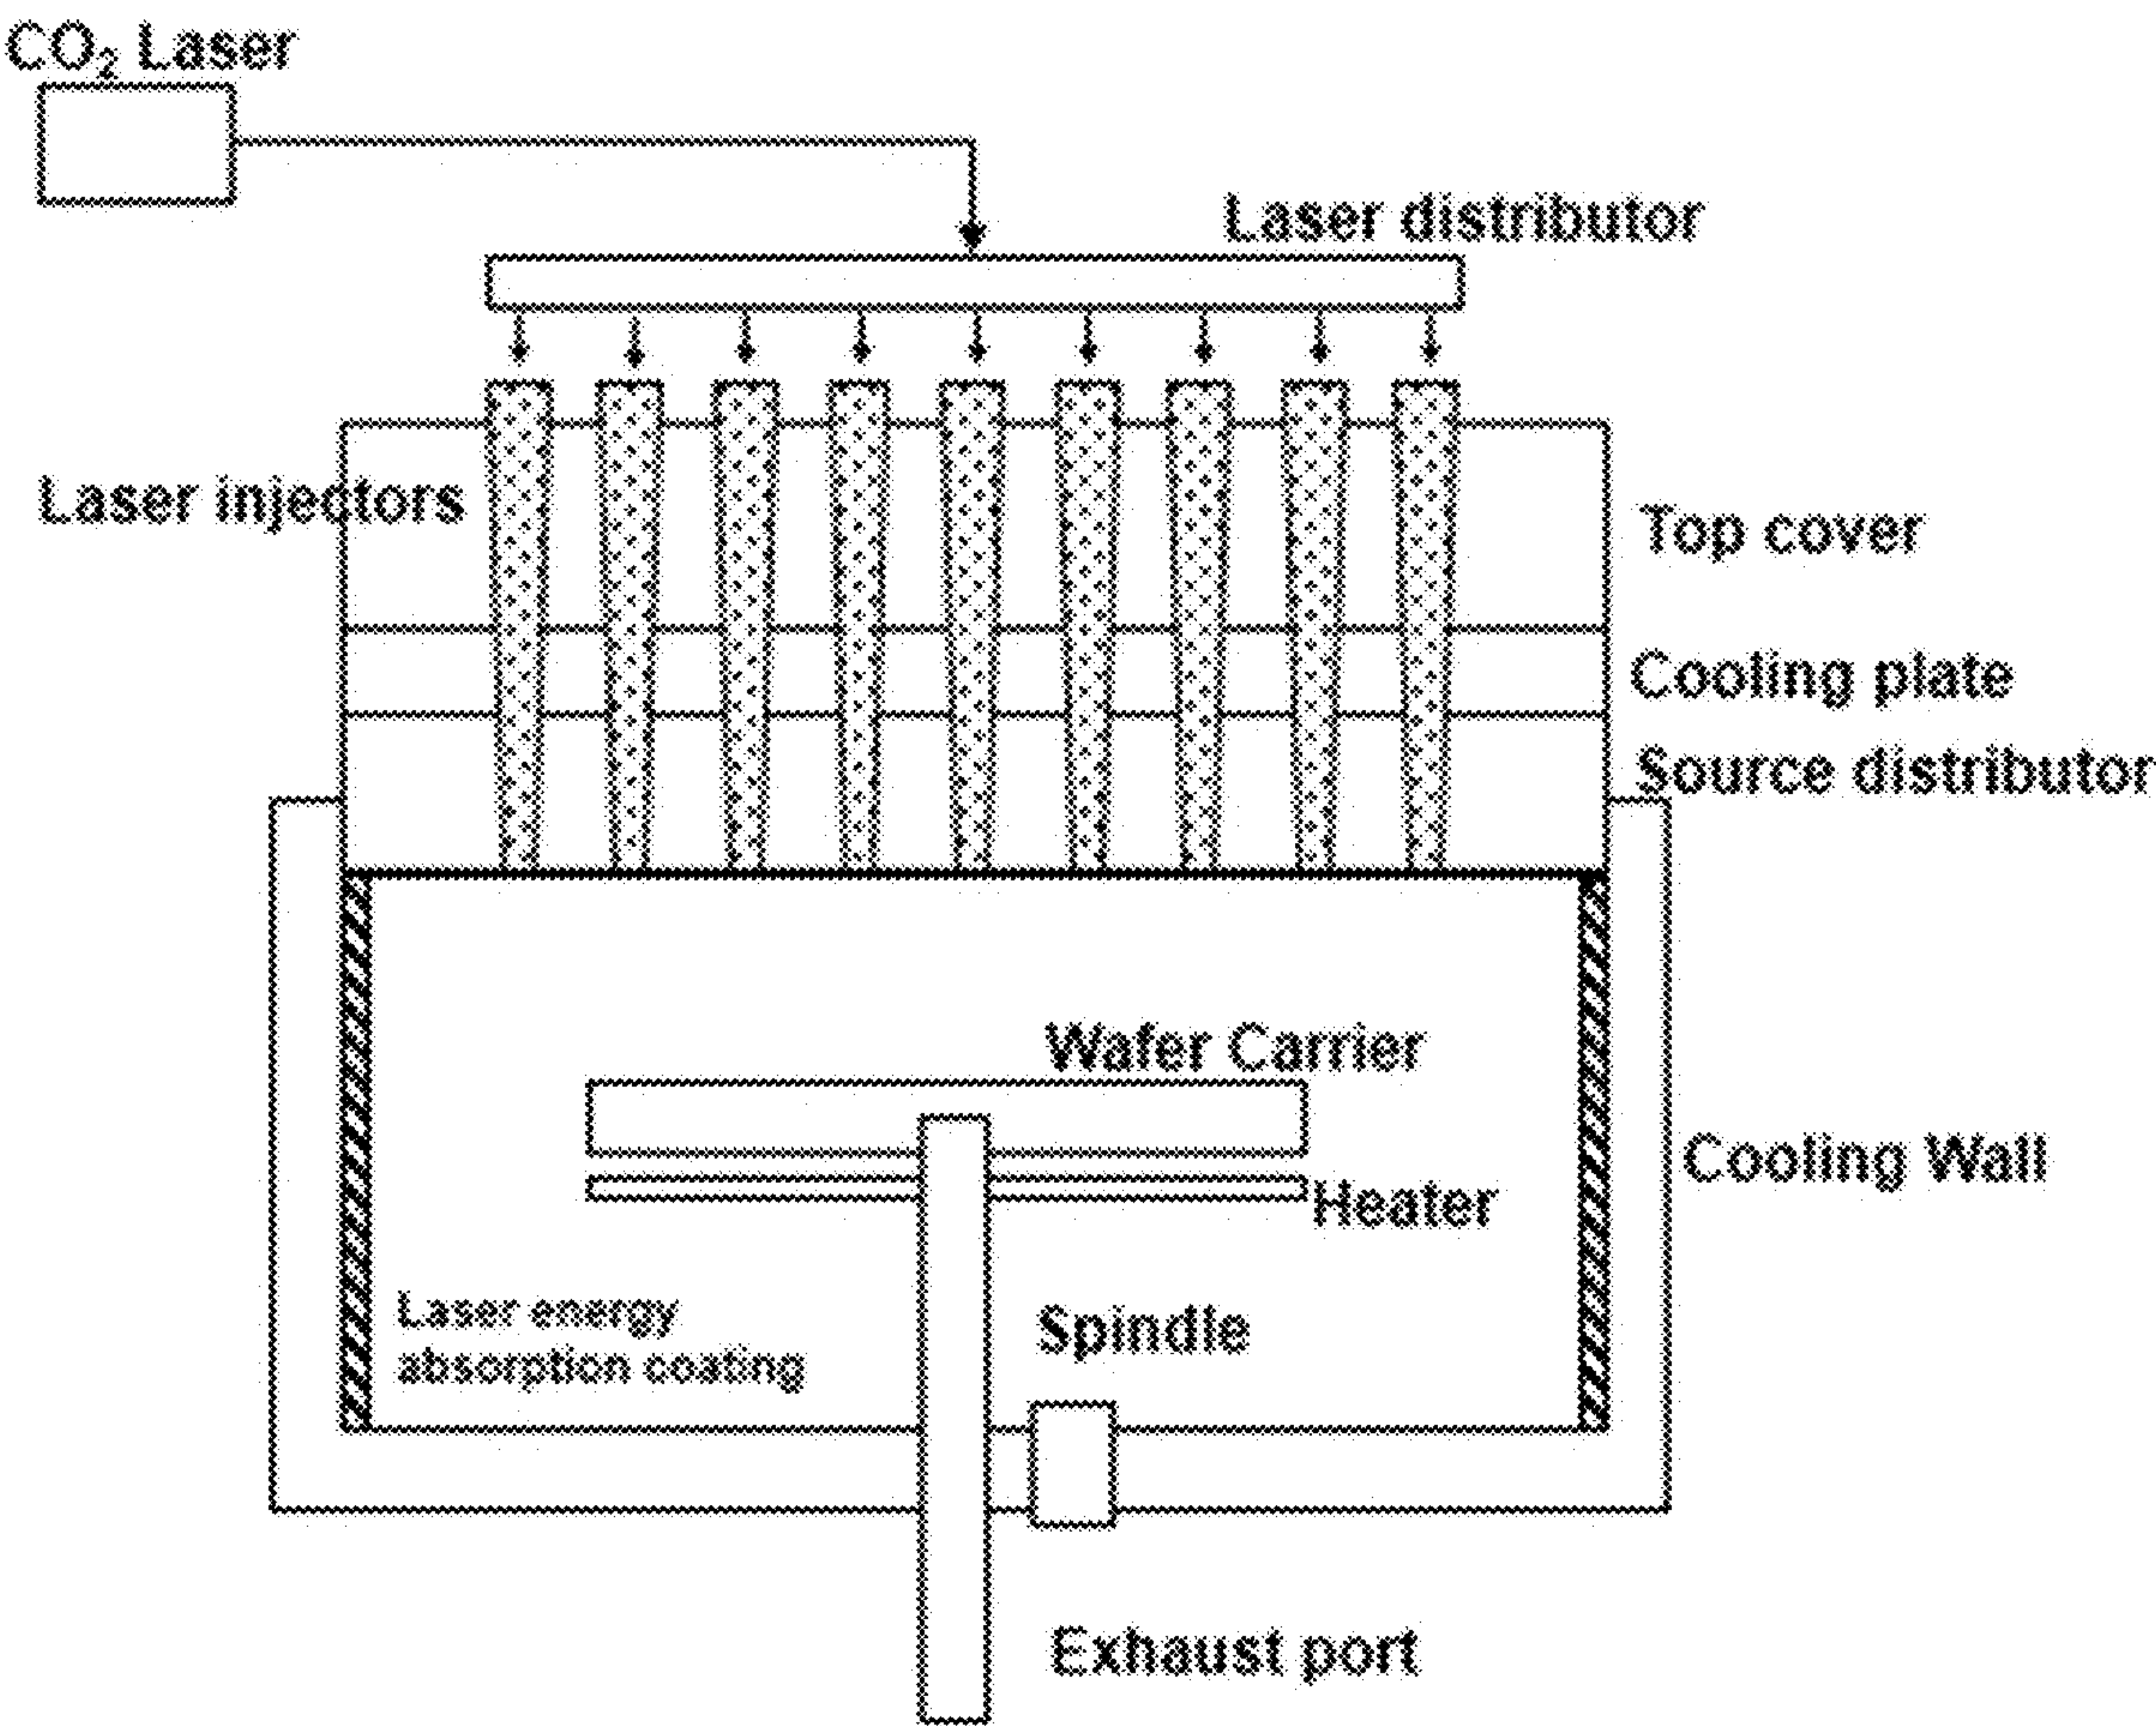 CO₂ Laser
Laser distributor
Laser injectors
Top cover
Cooling plate
Source distributor
Wafer Carrier
Cooling Wall
Heater
Laser energy
absorption coating
Spindle
Exhaust port